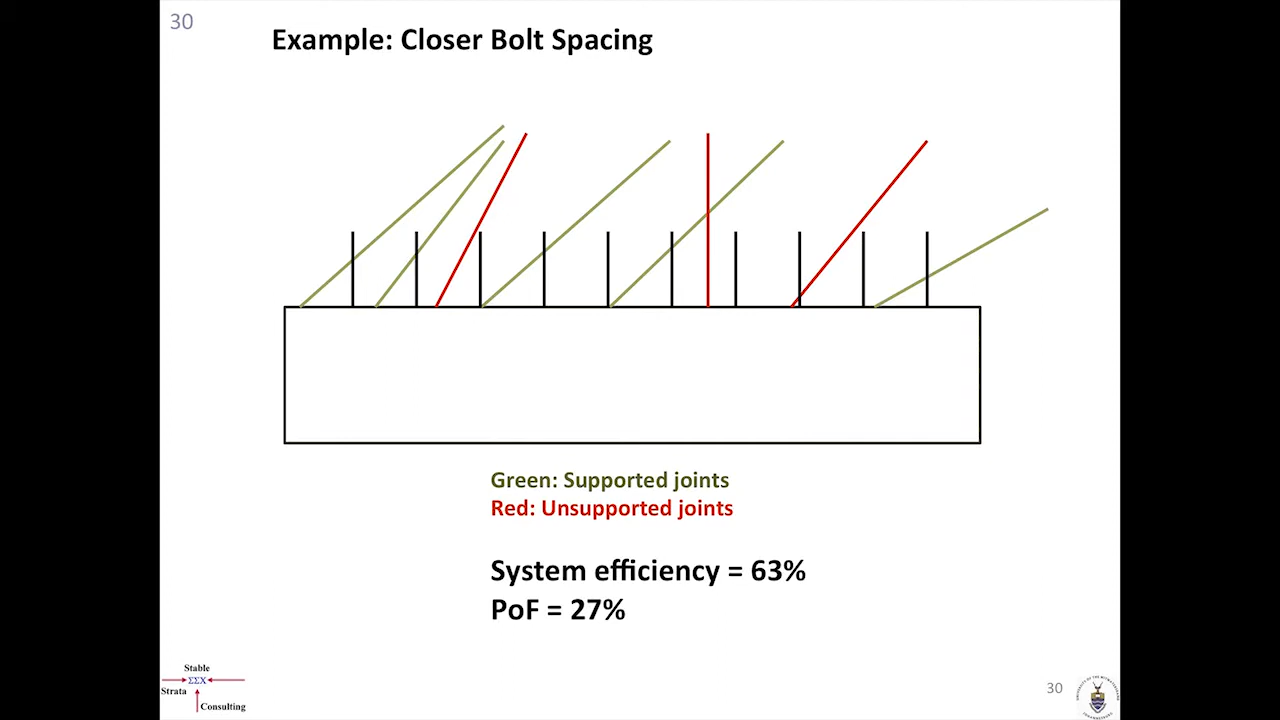 30
Example: Closer Bolt Spacing
Green: Supported joints
Red: Unsupported joints
System efficiency = 63%
PoF = 27%
Stable
ΣΣX
Strata
Consulting
30